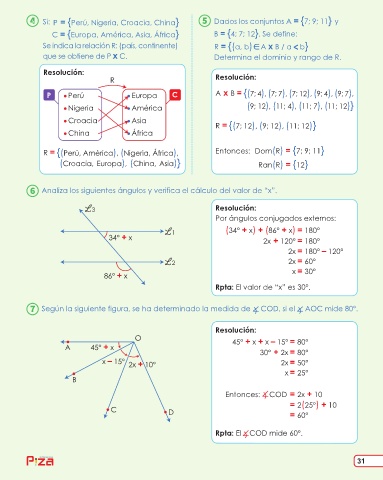 4 Si: P = {Perú, Nigeria, Croacia, China}
C = {Europa, América, Asia, África}
Se indica la relación R: (país, continente)
que se obtiene de P x C.
Resolución:
R
P C
Perú Europa
Nigeria América
Croacia Asia
China África
R = {(Perú, América), (Nigeria, África),
(Croacia, Europa), (China, Asia)}
5 Dados los conjuntos A = {7; 9; 11} y
B = {4; 7; 12}. Se define:
R = {(a, b) ∈ A x B / a < b}
Determina el dominio y rango de R.
Resolución:
A x B = {(7; 4), (7; 7), (7; 12), (9; 4), (9; 7),
(9; 12), (11; 4), (11; 7), (11; 12)}
R = {(7; 12), (9; 12), (11; 12)}
Entonces: Dom(R) = {7; 9; 11}
Ran(R) = {12}
6 Analiza los siguientes ángulos y verifica el cálculo del valor de "x".
ℒ3
ℒ1
34° + x
ℒ2
86° + x
Resolución:
Por ángulos conjugados externos:
(34° + x) + (86° + x) = 180°
2x + 120° = 180°
2x = 180° – 120°
2x = 60°
x = 30°
Rpta: El valor de "x" es 30°.
7 Según la siguiente figura, se ha determinado la medida de ∡ COD, si el ∡ AOC mide 80°.
O
A 45° + x
x – 15° 2x + 10°
B
C D
Resolución:
45° + x + x – 15° = 80°
30° + 2x = 80°
2x = 50°
x = 25°
Entonces: ∡COD = 2x + 10
= 2(25°) + 10
= 60°
Rpta: El ∡COD mide 60°.
P:za
31